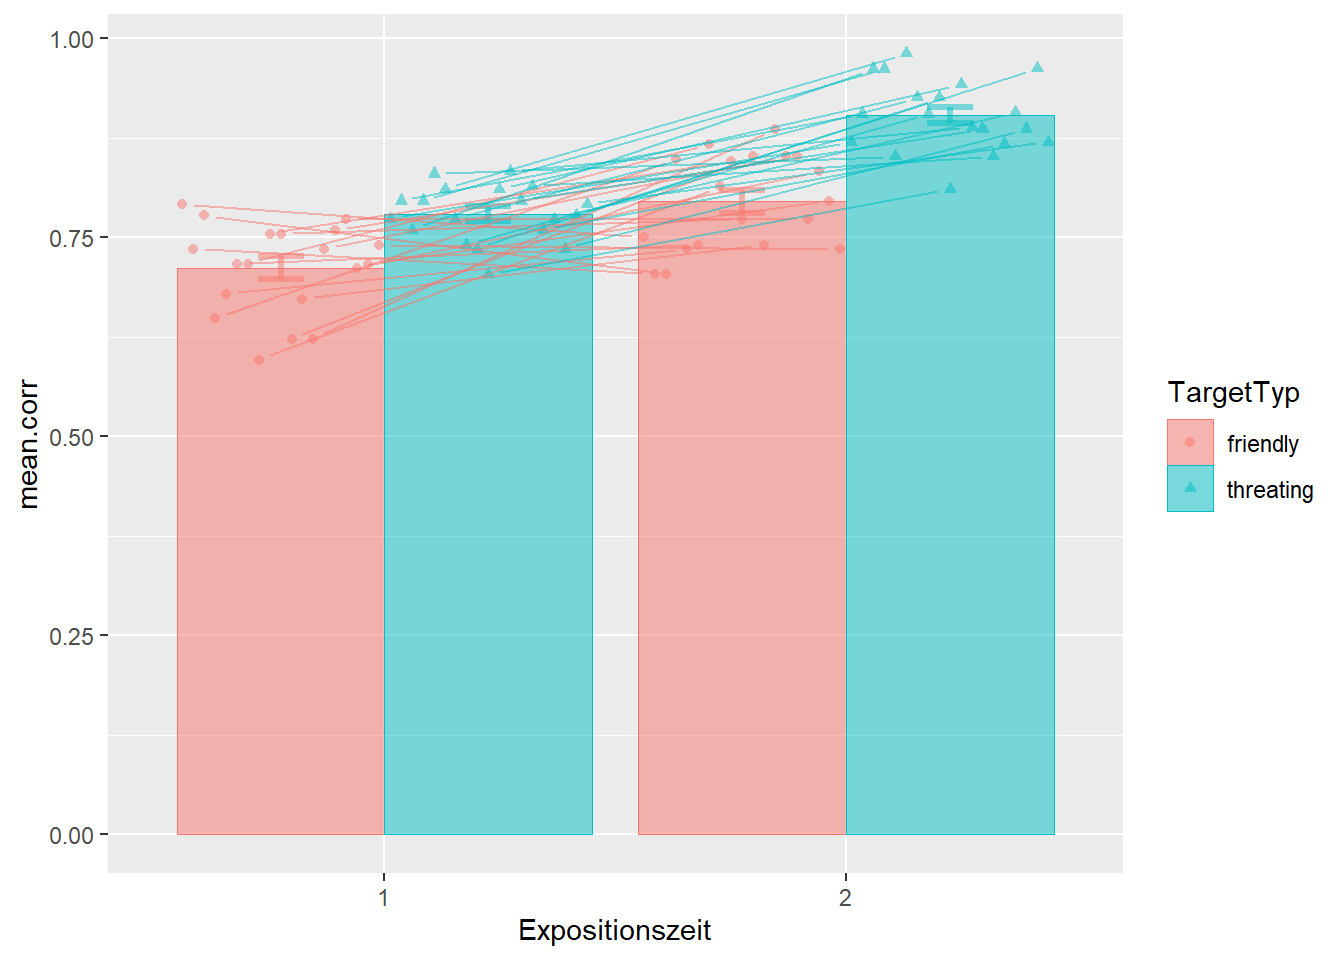 1.00
0.75
0.50
0.25
0.00
mean.corr
1
2
Expositionszeit
TargetTyp
friendly
threating